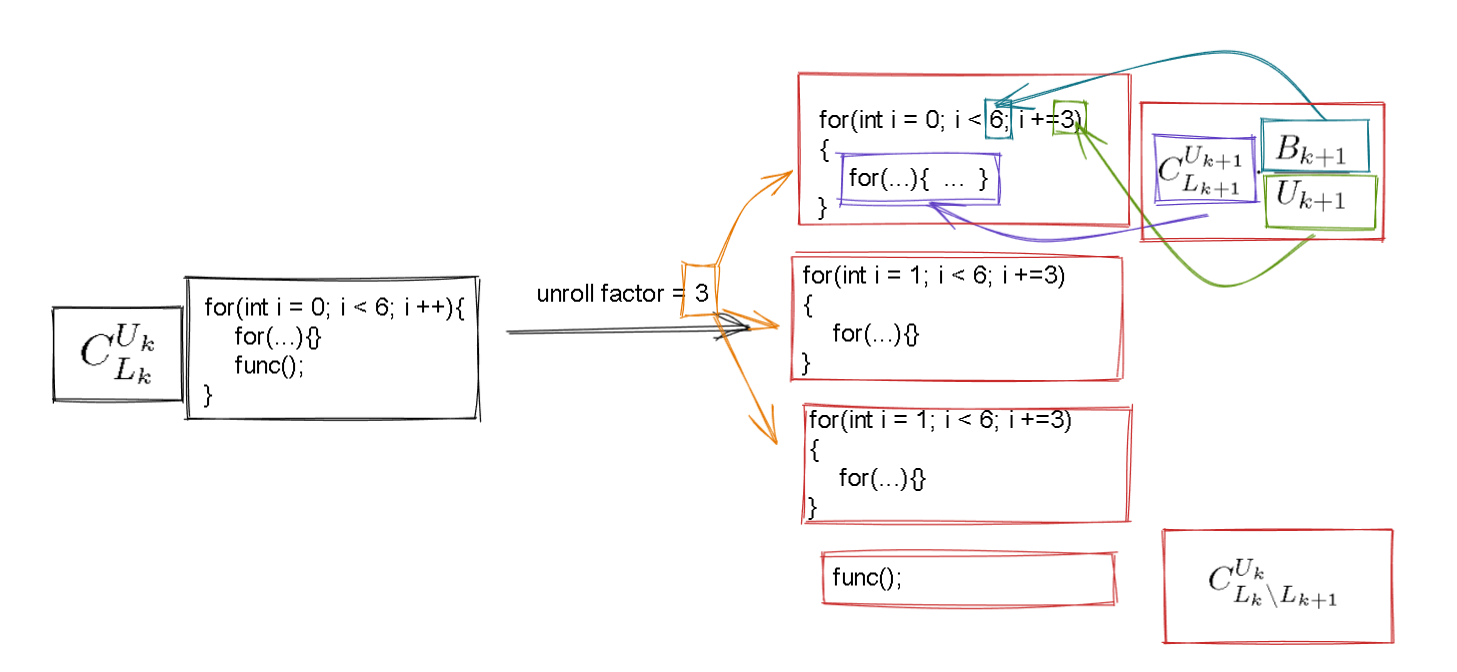 C_{L_k}^{U_k}
for(int i = 0; i < 6; i ++){
for(...){}
func();
}
unroll factor = 3
for(int i = 0; i < 6; i +=3)
{
for(...){ ... }
}
C_{L_{k+1}}^{U_{k+1}} · \frac{B_{k+1}}{U_{k+1}}
for(int i = 1; i < 6; i +=3)
{
for(...){}
}
for(int i = 1; i < 6; i +=3)
{
for(...){}
}
func();
C_{L_k \setminus L_{k+1}}^{U_k}